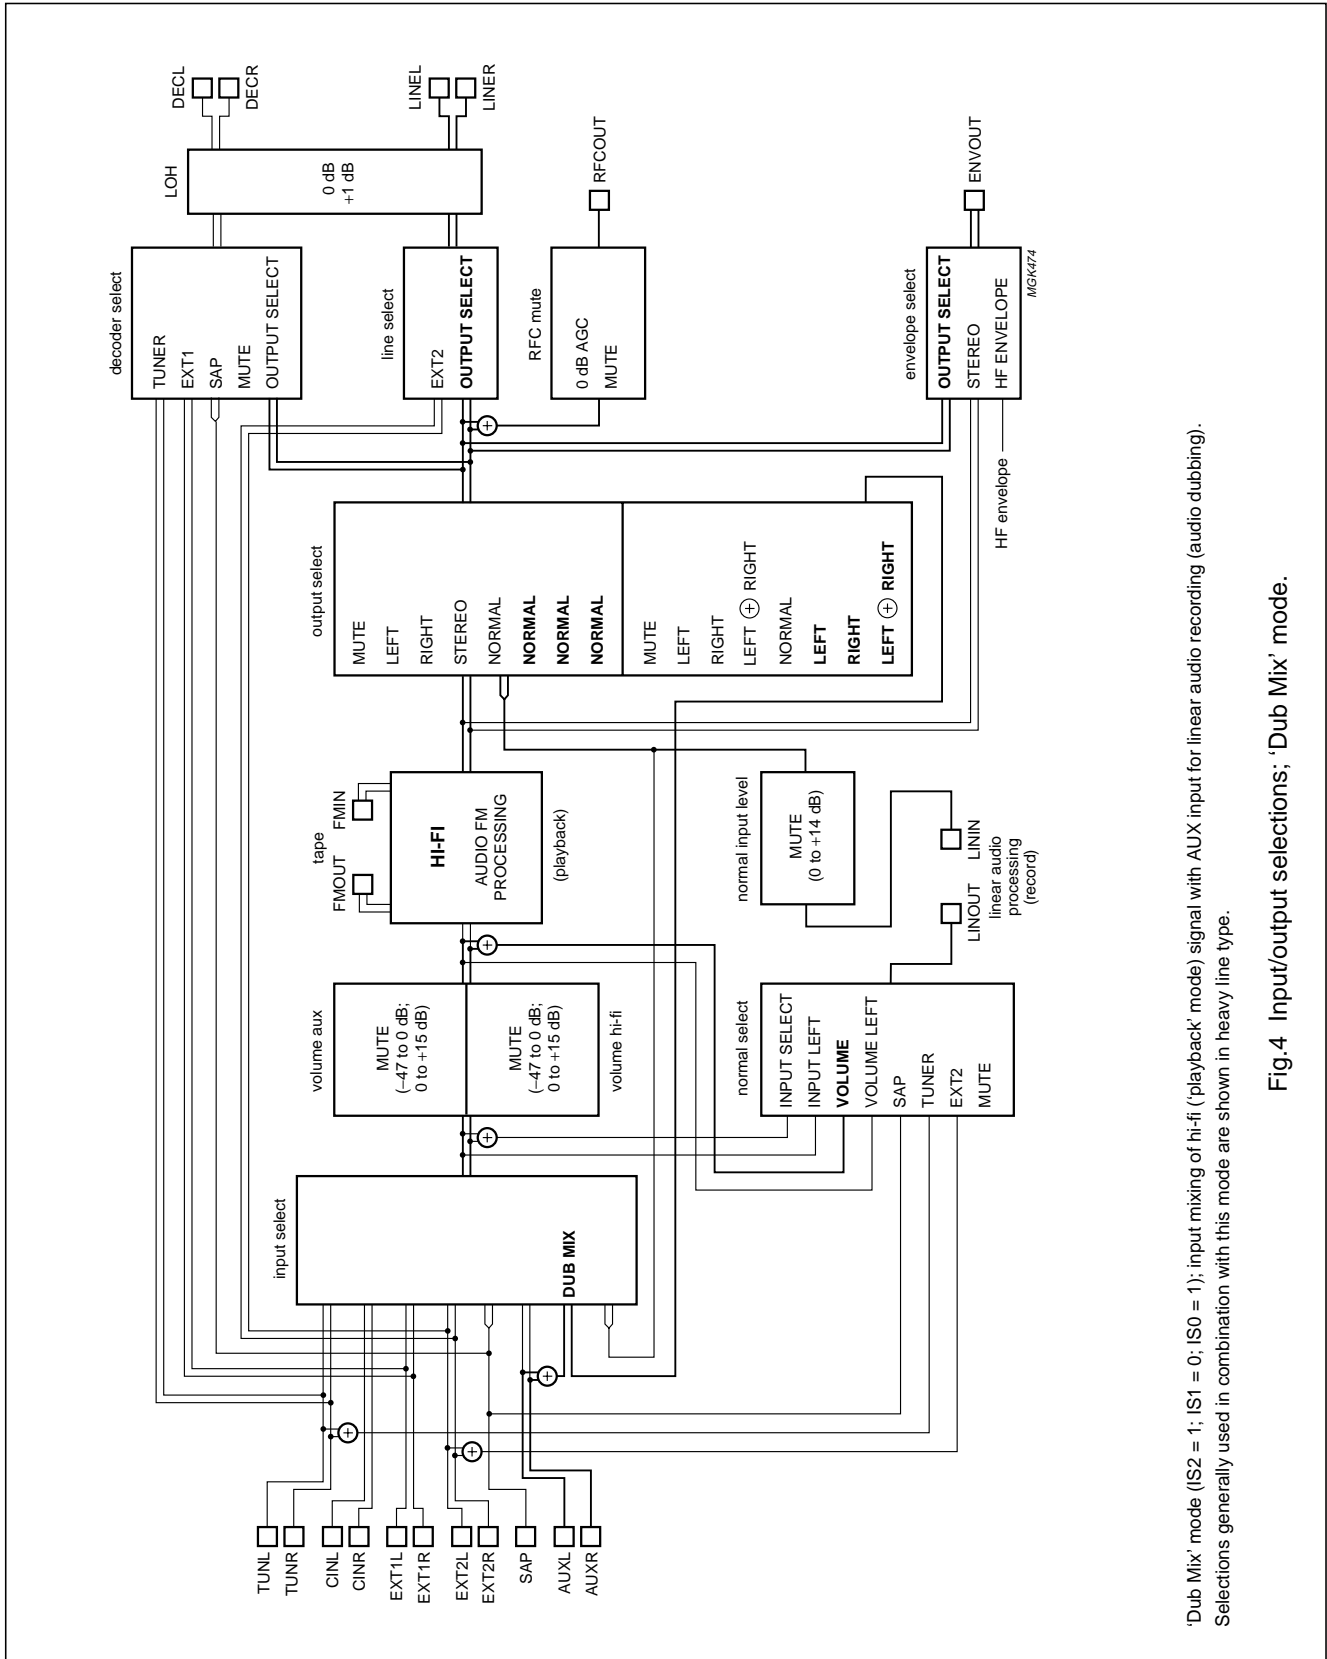 DECL
DECR
LINEL
LINER
LOH
0 dB
+1 dB
RFCOUT
ENVOUT
decoder select
TUNER
EXT1
SAP
MUTE
OUTPUT SELECT
line select
EXT2
OUTPUT SELECT
RFC mute
0 dB AGC
MUTE
envelope select
OUTPUT SELECT
STEREO
HF ENVELOPE
MGK474
HF envelope
output select
MUTE
LEFT
RIGHT
STEREO
NORMAL
NORMAL
NORMAL
NORMAL
MUTE
LEFT
RIGHT
LEFT + RIGHT
NORMAL
LEFT
RIGHT
LEFT + RIGHT
tape
FMOUT
FMIN
HI-FI
AUDIO FM
PROCESSING
(playback)
normal input level
MUTE
(0 to +14 dB)
LINOUT
LININ
linear audio
processing
(record)
volume aux
MUTE
(−47 to 0 dB;
0 to +15 dB)
MUTE
(−47 to 0 dB;
0 to +15 dB)
volume hi-fi
normal select
INPUT SELECT
INPUT LEFT
VOLUME
VOLUME LEFT
SAP
TUNER
EXT2
MUTE
input select
DUB MIX
+
+
+
+
+
+
TUNL
TUNR
CINL
CINR
EXT1L
EXT1R
EXT2L
EXT2R
SAP
AUXL
AUXR
‘Dub Mix’ mode (IS2 = 1; IS1 = 0; IS0 = 1); input mixing of hi-fi (‘playback’ mode) signal with AUX input for linear audio recording (audio dubbing).
Selections generally used in combination with this mode are shown in heavy line type.
Fig.4 Input/output selections; ‘Dub Mix’ mode.